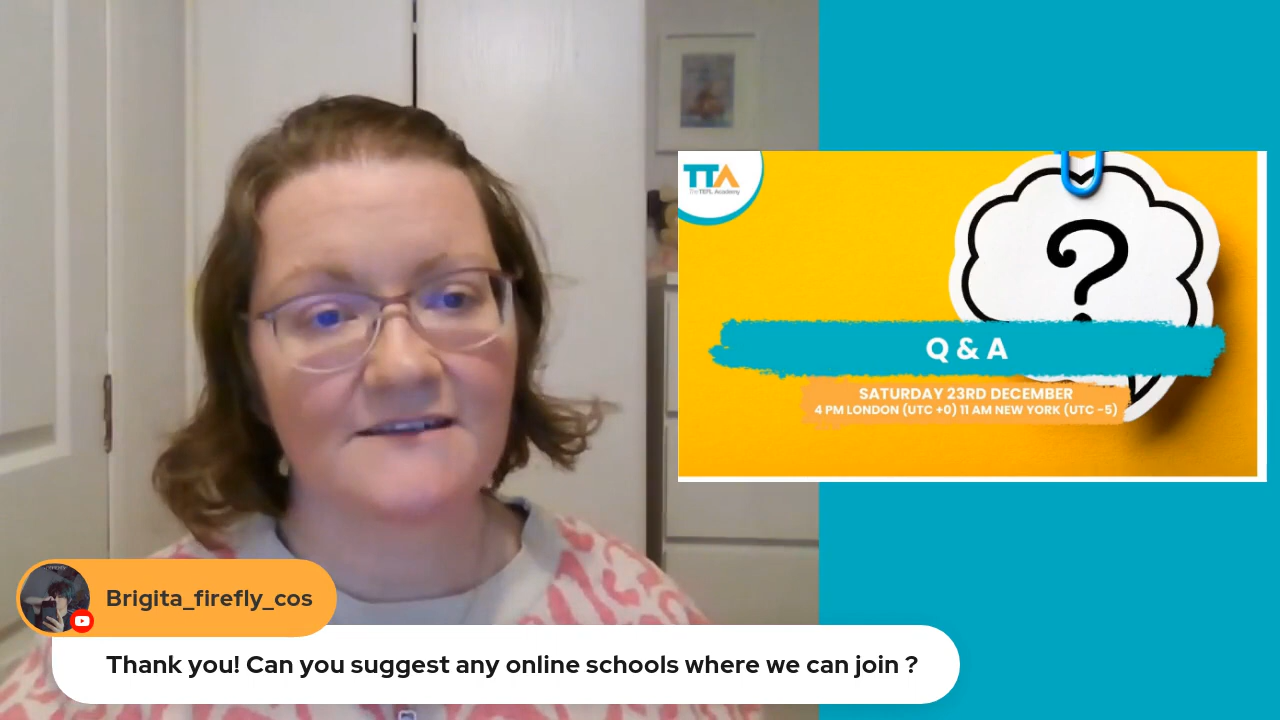 TTA
The TEFL Academy
?
Q & A
SATURDAY 23RD DECEMBER
4 PM LONDON (UTC +0) 11 AM NEW YORK (UTC -5)
Brigita_firefly_cos
Thank you! Can you suggest any online schools where we can join ?